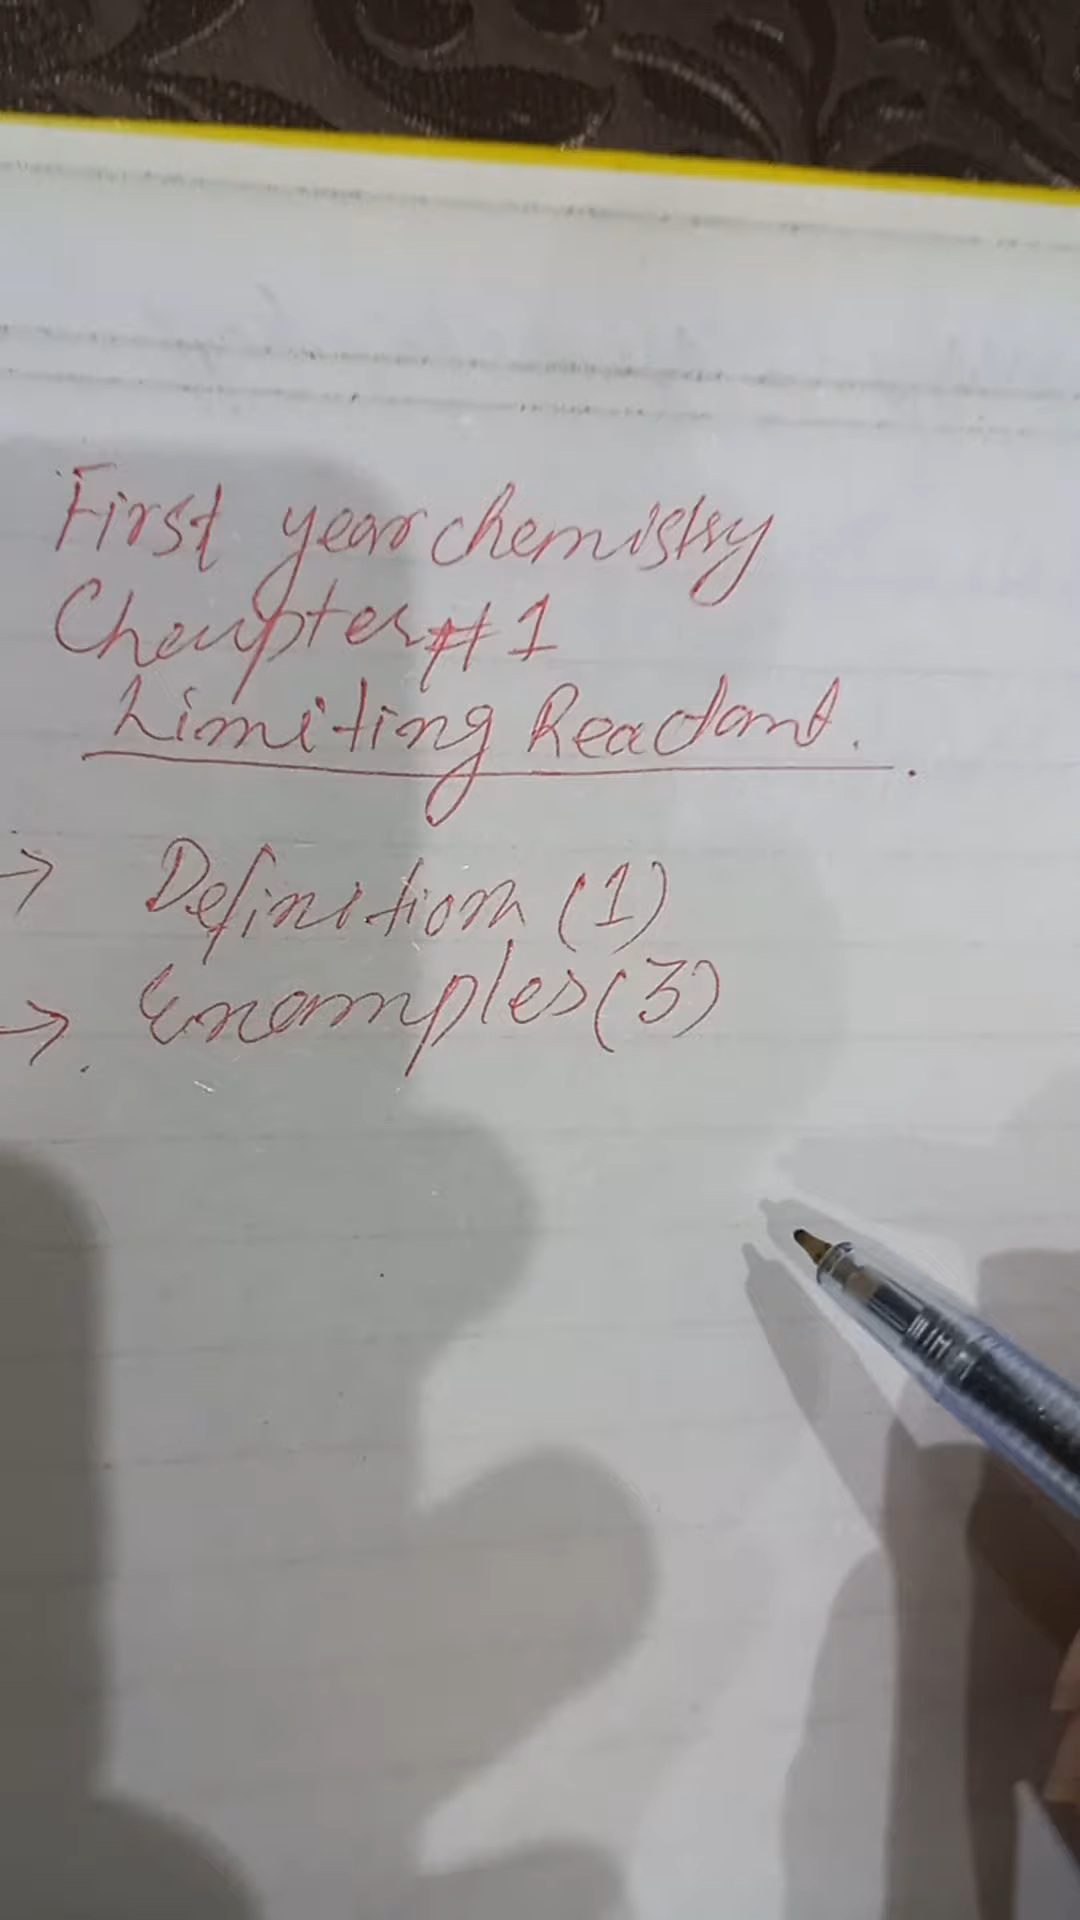 First year chemistry
Chapter # 1
Limiting Reactant.
→ Definition (1)
→ Examples (3)